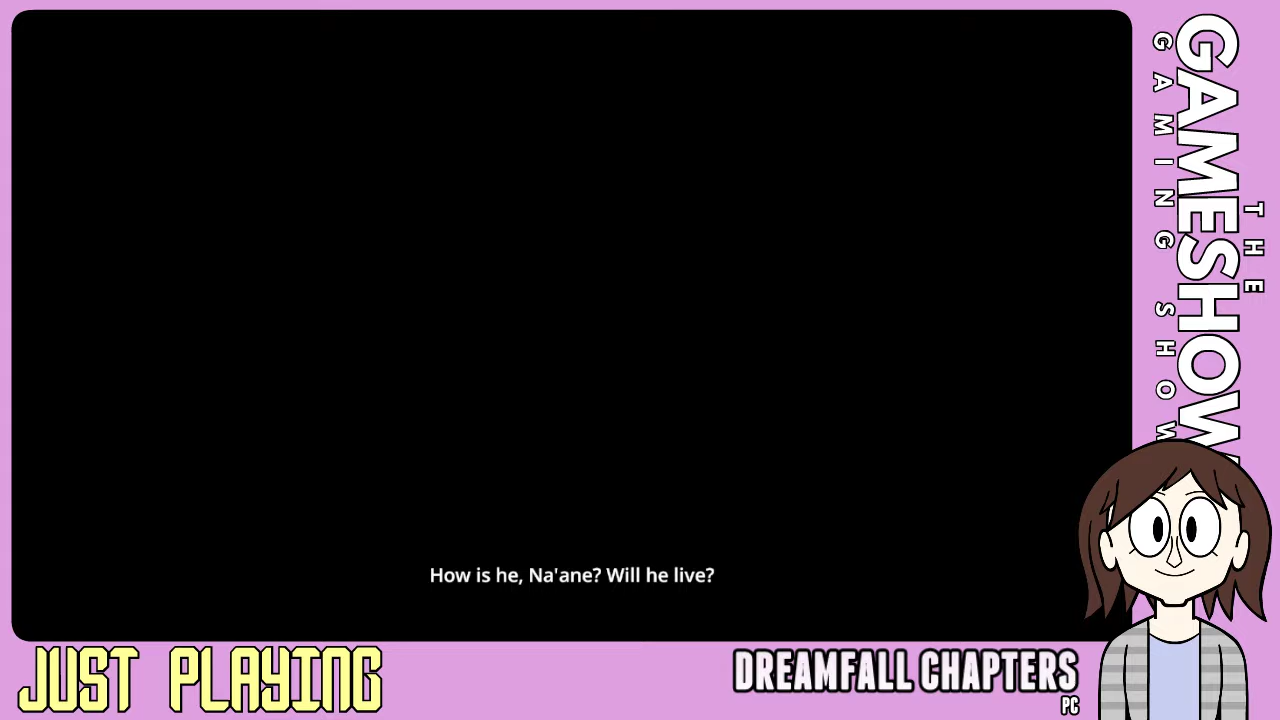 How is he, Na'ane? Will he live?
THE
GAMESHOW
GAMING SHOW
JUST PLAYING
DREAMFALL CHAPTERS
PC